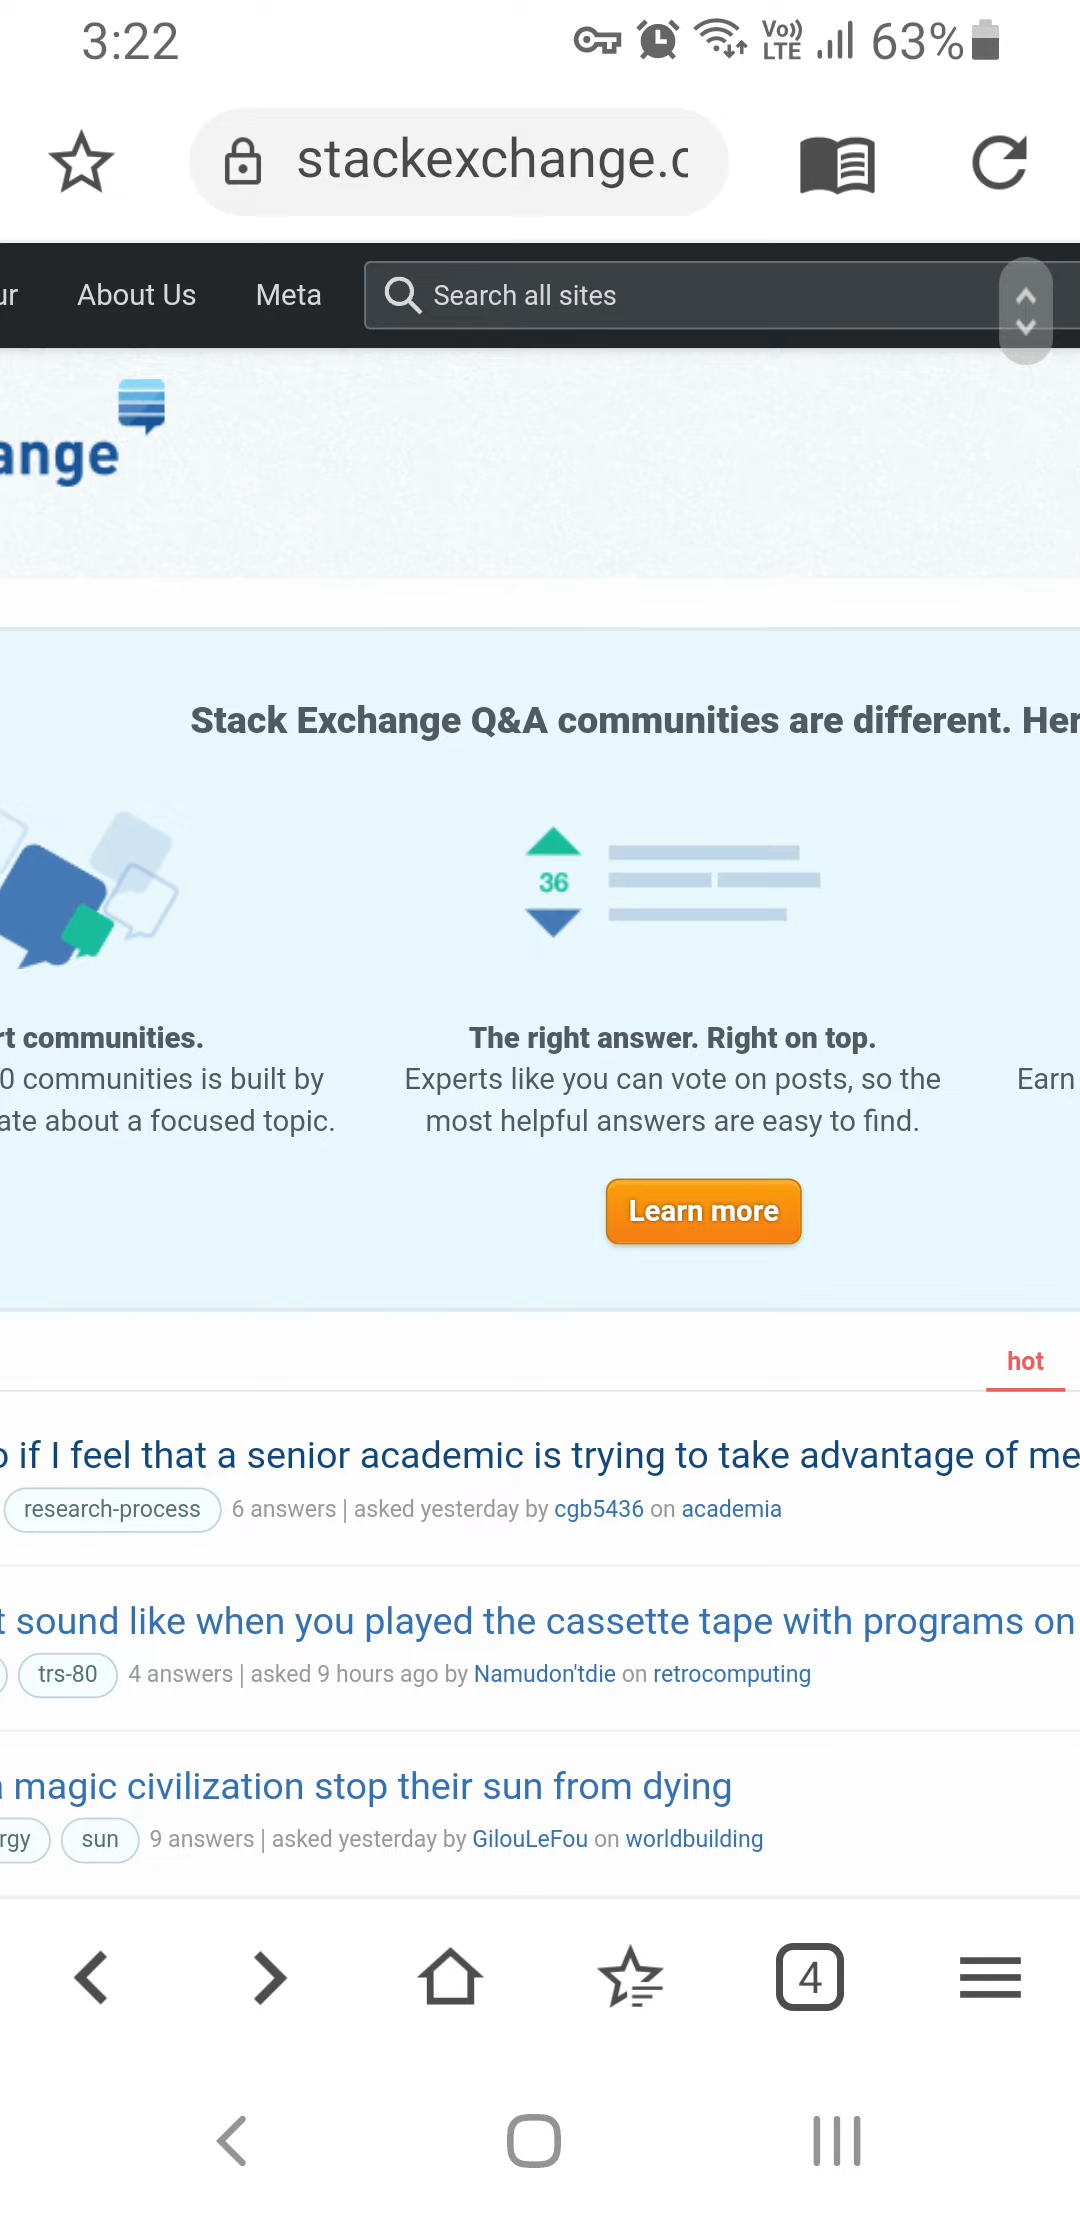 3:22
Vo)) LTE
63%
stackexchange.c
ur
About Us
Meta
Search all sites
ange
Stack Exchange Q&A communities are different. Her
36
rt communities.
0 communities is built by
ate about a focused topic.
The right answer. Right on top.
Experts like you can vote on posts, so the
most helpful answers are easy to find.
Earn
Learn more
hot
o if I feel that a senior academic is trying to take advantage of me
research-process 6 answers | asked yesterday by cgb5436 on academia
t sound like when you played the cassette tape with programs on
trs-80 4 answers | asked 9 hours ago by Namudon'tdie on retrocomputing
a magic civilization stop their sun from dying
rgy sun 9 answers | asked yesterday by GilouLeFou on worldbuilding
4